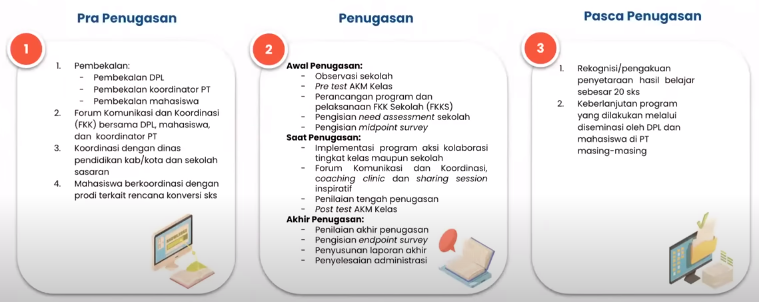 Pra Penugasan
1
1. Pembekalan:
- Pembekalan DPL
- Pembekalan koordinator PT
- Pembekalan mahasiswa
2. Forum Komunikasi dan Koordinasi
(FKK) bersama DPL, mahasiswa,
dan koordinator PT
3. Koordinasi dengan dinas
pendidikan kab/kota dan sekolah
sasaran
4. Mahasiswa berkoordinasi dengan
prodi terkait rencana konversi sks
Penugasan
2
Awal Penugasan:
- Observasi sekolah
- Pre test AKM Kelas
- Perancangan program dan
pelaksanaan FKK Sekolah (FKKS)
- Pengisian need assessment sekolah
- Pengisian midpoint survey
Saat Penugasan:
- Implementasi program aksi kolaborasi
tingkat kelas maupun sekolah
- Forum Komunikasi dan Koordinasi,
coaching clinic dan sharing session
inspiratif
- Penilaian tengah penugasan
- Post test AKM Kelas
Akhir Penugasan:
- Penilaian akhir penugasan
- Pengisian endpoint survey
- Penyusunan laporan akhir
- Penyelesaian administrasi
Pasca Penugasan
3
1. Rekognisi/pengakuan
penyetaraan hasil belajar
sebesar 20 sks
2. Keberlanjutan program
yang dilakukan melalui
diseminasi oleh DPL dan
mahasiswa di PT
masing-masing